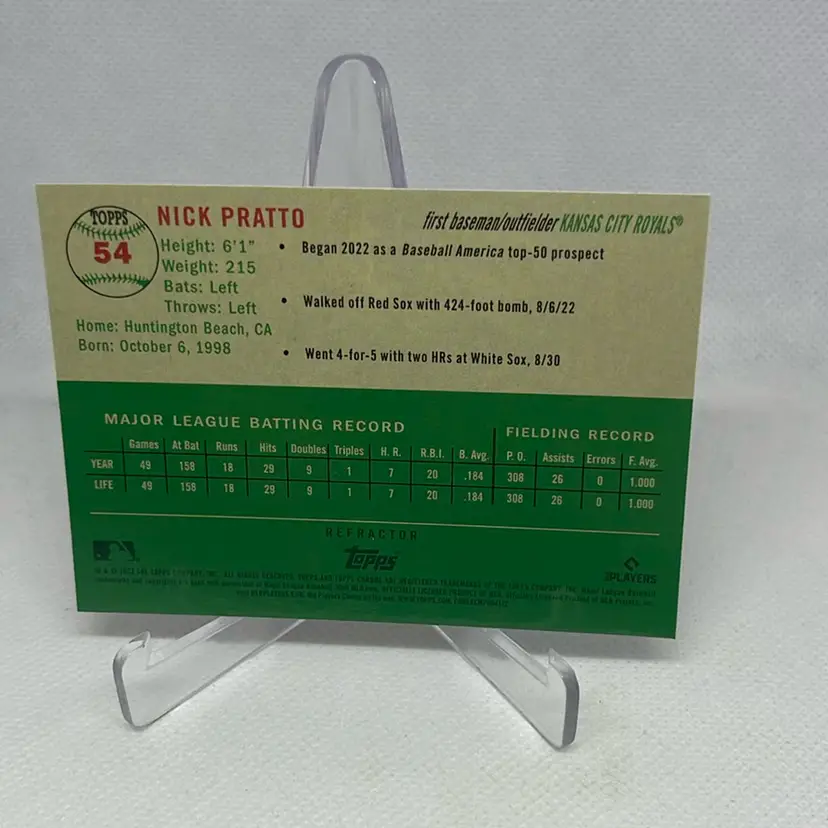 TOPPS
54
NICK PRATTO
first baseman/outfielder KANSAS CITY ROYALS®
Height: 6'1"
Weight: 215
Bats: Left
Throws: Left
Home: Huntington Beach, CA
Born: October 6, 1998
• Began 2022 as a Baseball America top-50 prospect
• Walked off Red Sox with 424-foot bomb, 8/6/22
• Went 4-for-5 with two HRs at White Sox, 8/30
MAJOR LEAGUE BATTING RECORD FIELDING RECORD
Games At Bat Runs Hits Doubles Triples H. R. R.B.I. B. Avg. P. O. Assists Errors F. Avg.
YEAR 49 158 18 29 9 1 7 20 .184 308 26 0 1.000
LIFE 49 158 18 29 9 1 7 20 .184 308 26 0 1.000
REFRACTOR
topps
PLAYERS